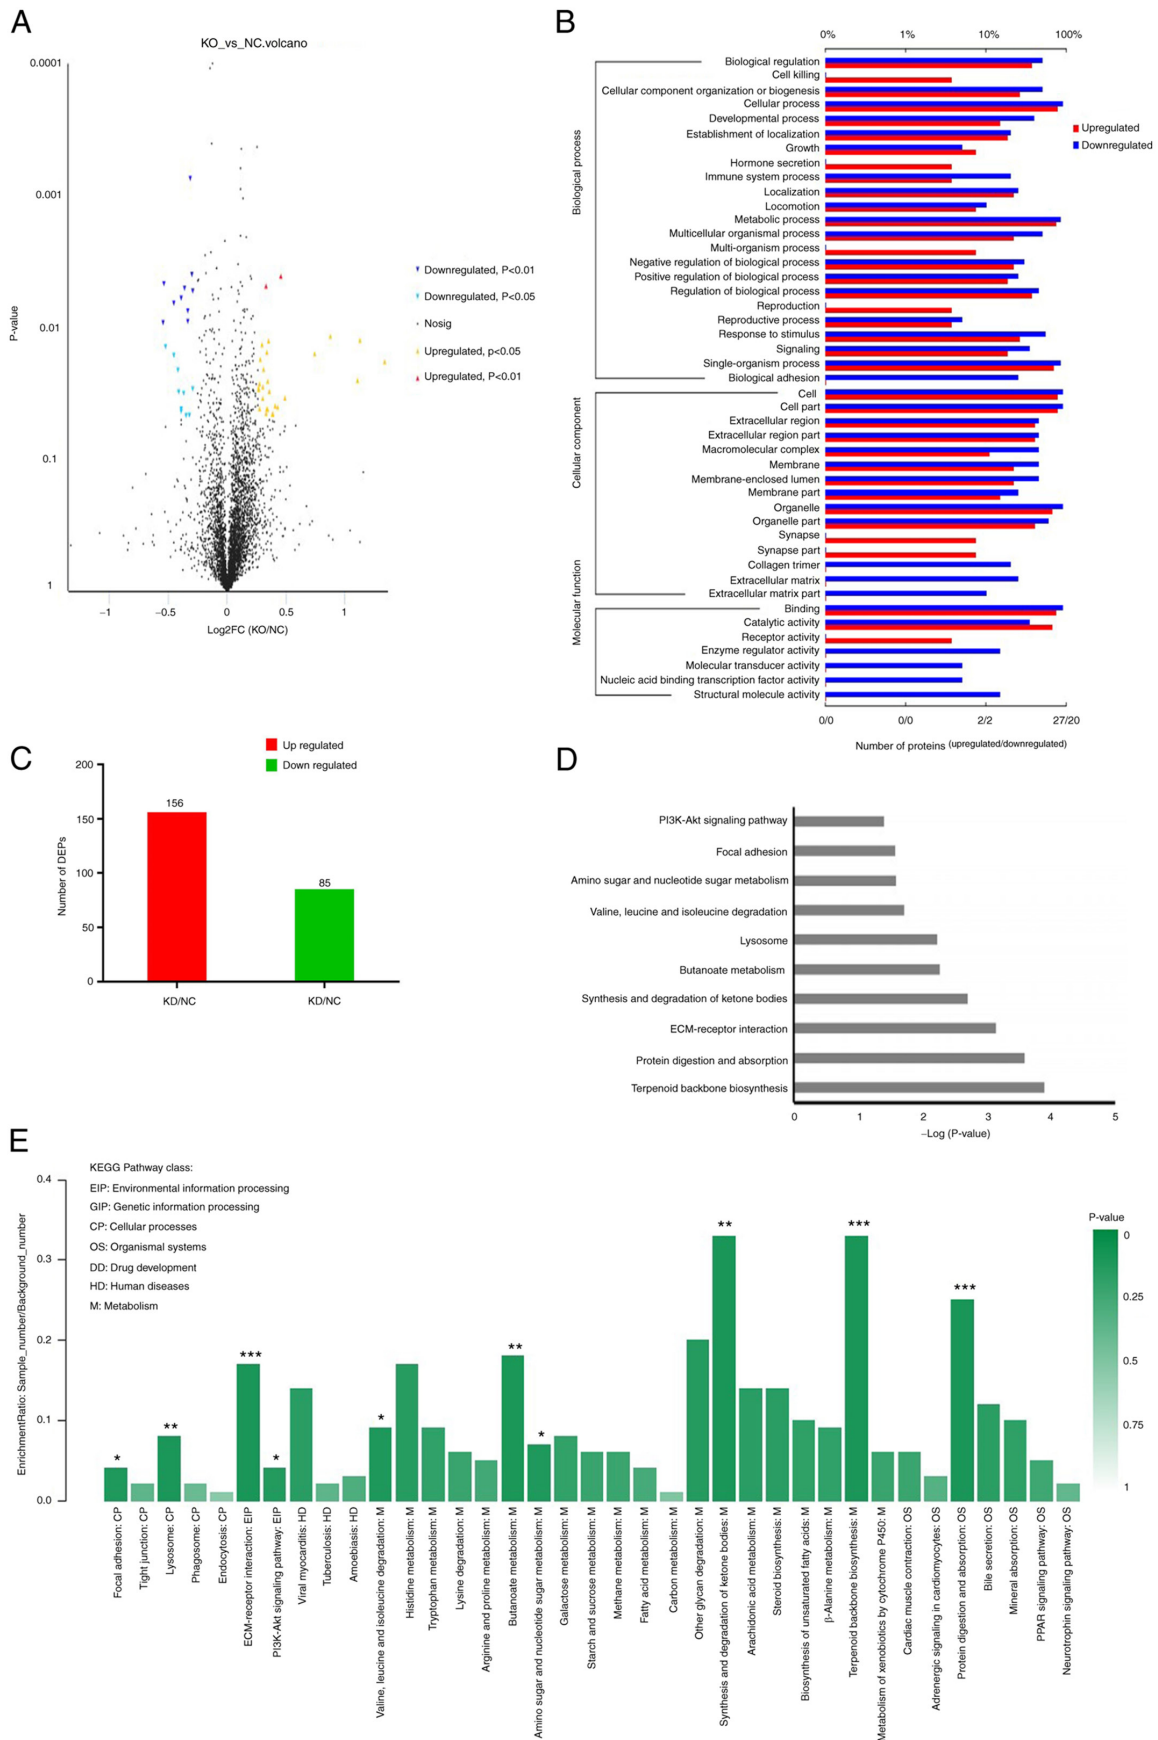 A
KO_vs_NC.volcano
0.0001
0.001
0.01
0.1
1
P-value
−1
−0.5
0
0.5
1
Log2FC (KO/NC)
Downregulated, P<0.01
Downregulated, P<0.05
Nosig
Upregulated, p<0.05
Upregulated, P<0.01
B
0%
1%
10%
100%
Biological process
Biological regulation
Cell killing
Cellular component organization or biogenesis
Cellular process
Developmental process
Establishment of localization
Growth
Hormone secretion
Immune system process
Localization
Locomotion
Metabolic process
Multicellular organismal process
Multi-organism process
Negative regulation of biological process
Positive regulation of biological process
Regulation of biological process
Reproduction
Reproductive process
Response to stimulus
Signaling
Single-organism process
Biological adhesion
Cellular component
Cell
Cell part
Extracellular region
Extracellular region part
Macromolecular complex
Membrane
Membrane-enclosed lumen
Membrane part
Organelle
Organelle part
Synapse
Synapse part
Collagen trimer
Extracellular matrix
Extracellular matrix part
Molecular function
Binding
Catalytic activity
Receptor activity
Enzyme regulator activity
Molecular transducer activity
Nucleic acid binding transcription factor activity
Structural molecule activity
Upregulated
Downregulated
0/0
0/0
2/2
27/20
Number of proteins (upregulated/downregulated)
C
Up regulated
Down regulated
200
150
100
50
0
Number of DEPs
156
85
KD/NC
KD/NC
D
PI3K-Akt signaling pathway
Focal adhesion
Amino sugar and nucleotide sugar metabolism
Valine, leucine and isoleucine degradation
Lysosome
Butanoate metabolism
Synthesis and degradation of ketone bodies
ECM-receptor interaction
Protein digestion and absorption
Terpenoid backbone biosynthesis
0
1
2
3
4
5
−Log (P-value)
E
KEGG Pathway class:
EIP: Environmental information processing
GIP: Genetic information processing
CP: Cellular processes
OS: Organismal systems
DD: Drug development
HD: Human diseases
M: Metabolism
0.4
0.3
0.2
0.1
0.0
EnrichmentRatio: Sample_number/Background_number
*
**
***
*
*
**
*
**
***
***
P-value
0
0.25
0.5
0.75
1
Focal adhesion: CP
Tight junction: CP
Lysosome: CP
Phagosome: CP
Endocytosis: CP
ECM-receptor interaction: EIP
PI3K-Akt signaling pathway: EIP
Viral myocarditis: HD
Tuberculosis: HD
Amoebiasis: HD
Valine, leucine and isoleucine degradation: M
Histidine metabolism: M
Tryptophan metabolism: M
Lysine degradation: M
Arginine and proline metabolism: M
Butanoate metabolism: M
Amino sugar and nucleotide sugar metabolism: M
Galactose metabolism: M
Starch and sucrose metabolism: M
Methane metabolism: M
Fatty acid metabolism: M
Carbon metabolism: M
Other glycan degradation: M
Synthesis and degradation of ketone bodies: M
Arachidonic acid metabolism: M
Steroid biosynthesis: M
Biosynthesis of unsaturated fatty acids: M
β-Alanine metabolism: M
Terpenoid backbone biosynthesis: M
Metabolism of xenobiotics by cytochrome P450: M
Cardiac muscle contraction: OS
Adrenergic signaling in cardiomyocytes: OS
Protein digestion and absorption: OS
Bile secretion: OS
Mineral absorption: OS
PPAR signaling pathway: OS
Neurotrophin signaling pathway: OS